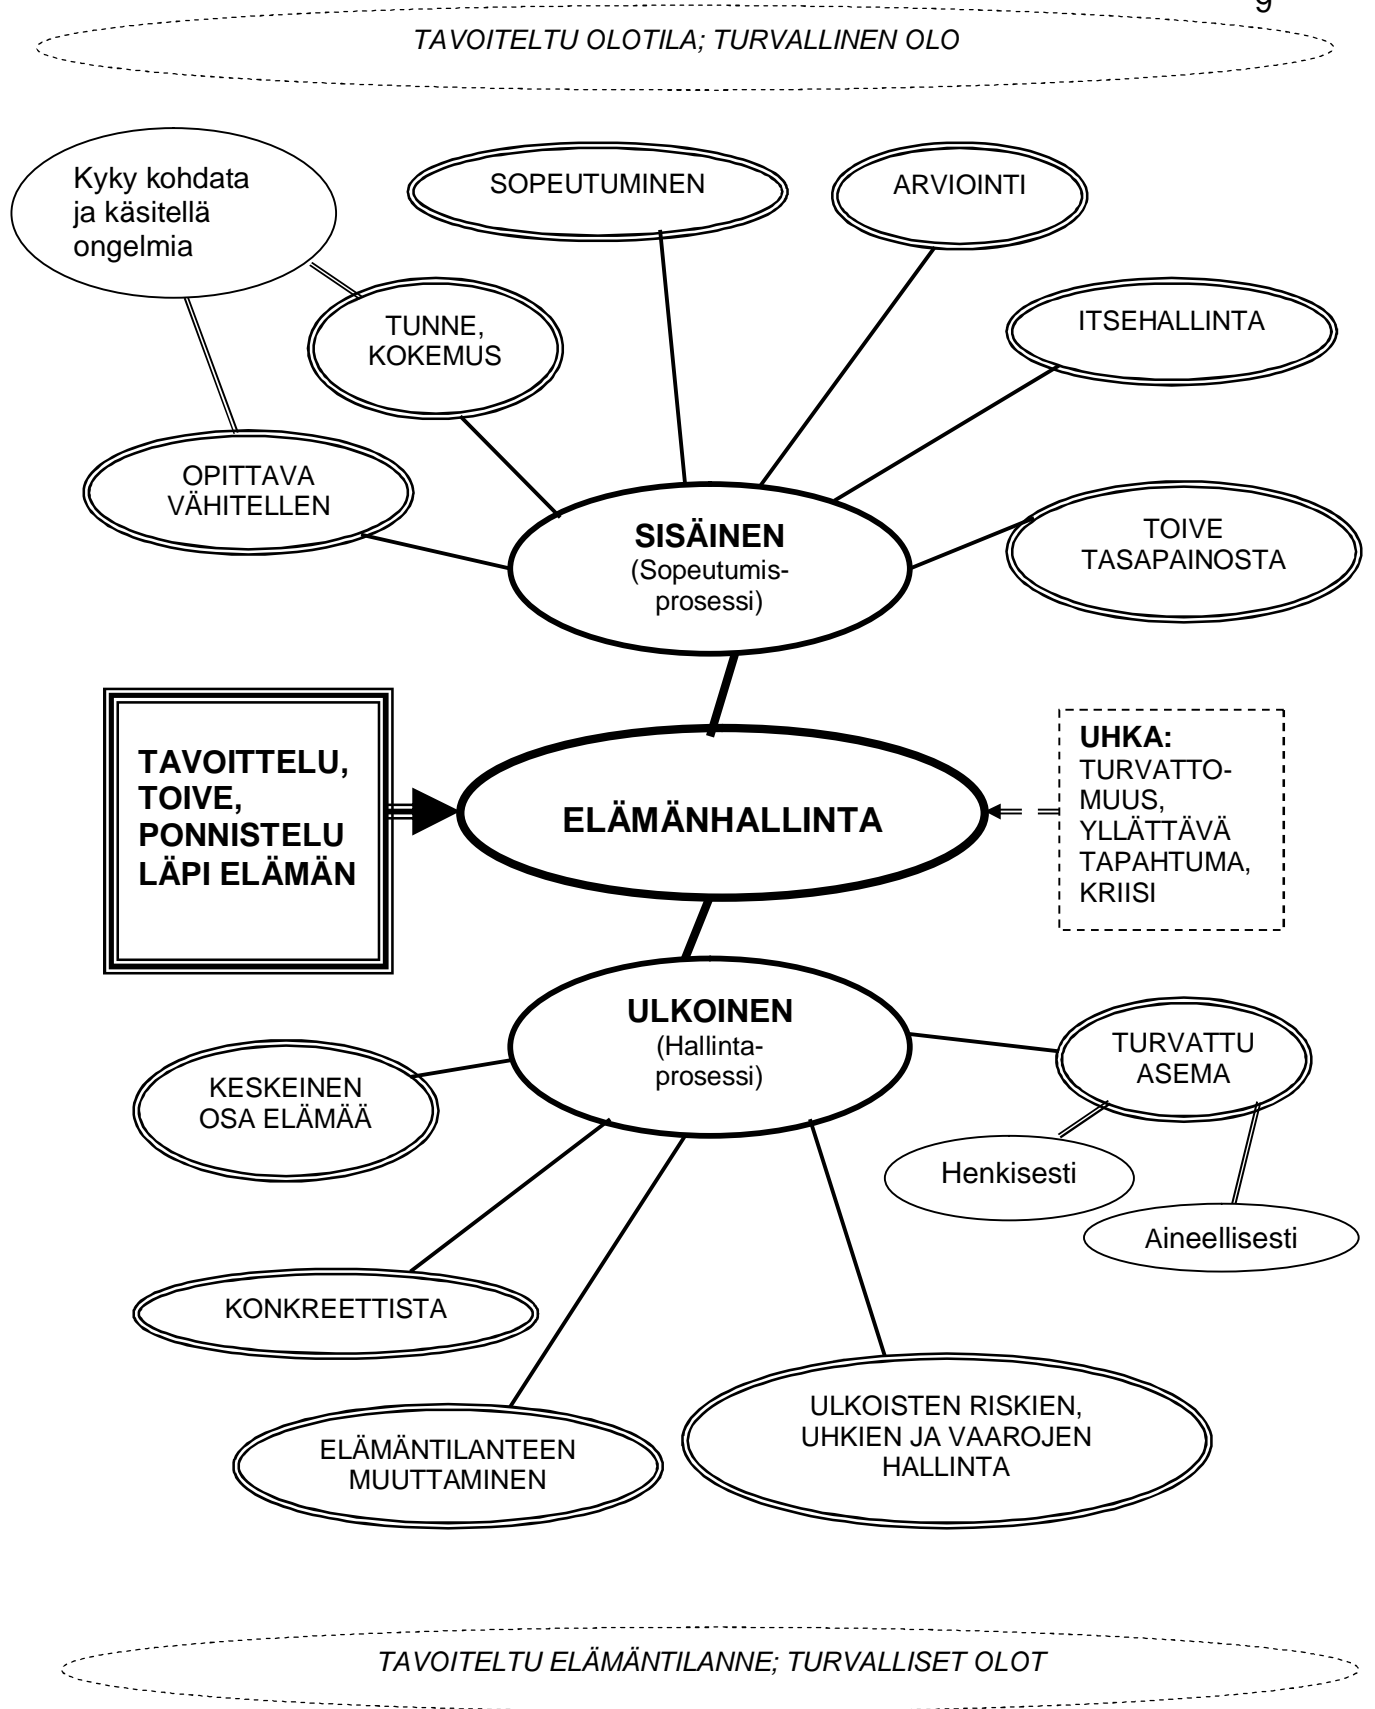 9
TAVOITELTU OLOTILA; TURVALLINEN OLO
Kyky kohdata
ja käsitellä
ongelmia
SOPEUTUMINEN
ARVIOINTI
TUNNE,
KOKEMUS
ITSEHALLINTA
OPITTAVA
VÄHITELLEN
SISÄINEN
(Sopeutumis-
prosessi)
TOIVE
TASAPAINOSTA
TAVOITTELU,
TOIVE,
PONNISTELU
LÄPI ELÄMÄN
ELÄMÄNHALLINTA
UHKA:
TURVATTO-
MUUS,
YLLÄTTÄVÄ
TAPAHTUMA,
KRIISI
ULKOINEN
(Hallinta-
prosessi)
TURVATTU
ASEMA
KESKEINEN
OSA ELÄMÄÄ
Henkisesti
Aineellisesti
KONKREETTISTA
ELÄMÄNTILANTEEN
MUUTTAMINEN
ULKOISTEN RISKIEN,
UHKIEN JA VAAROJEN
HALLINTA
TAVOITELTU ELÄMÄNTILANNE; TURVALLISET OLOT